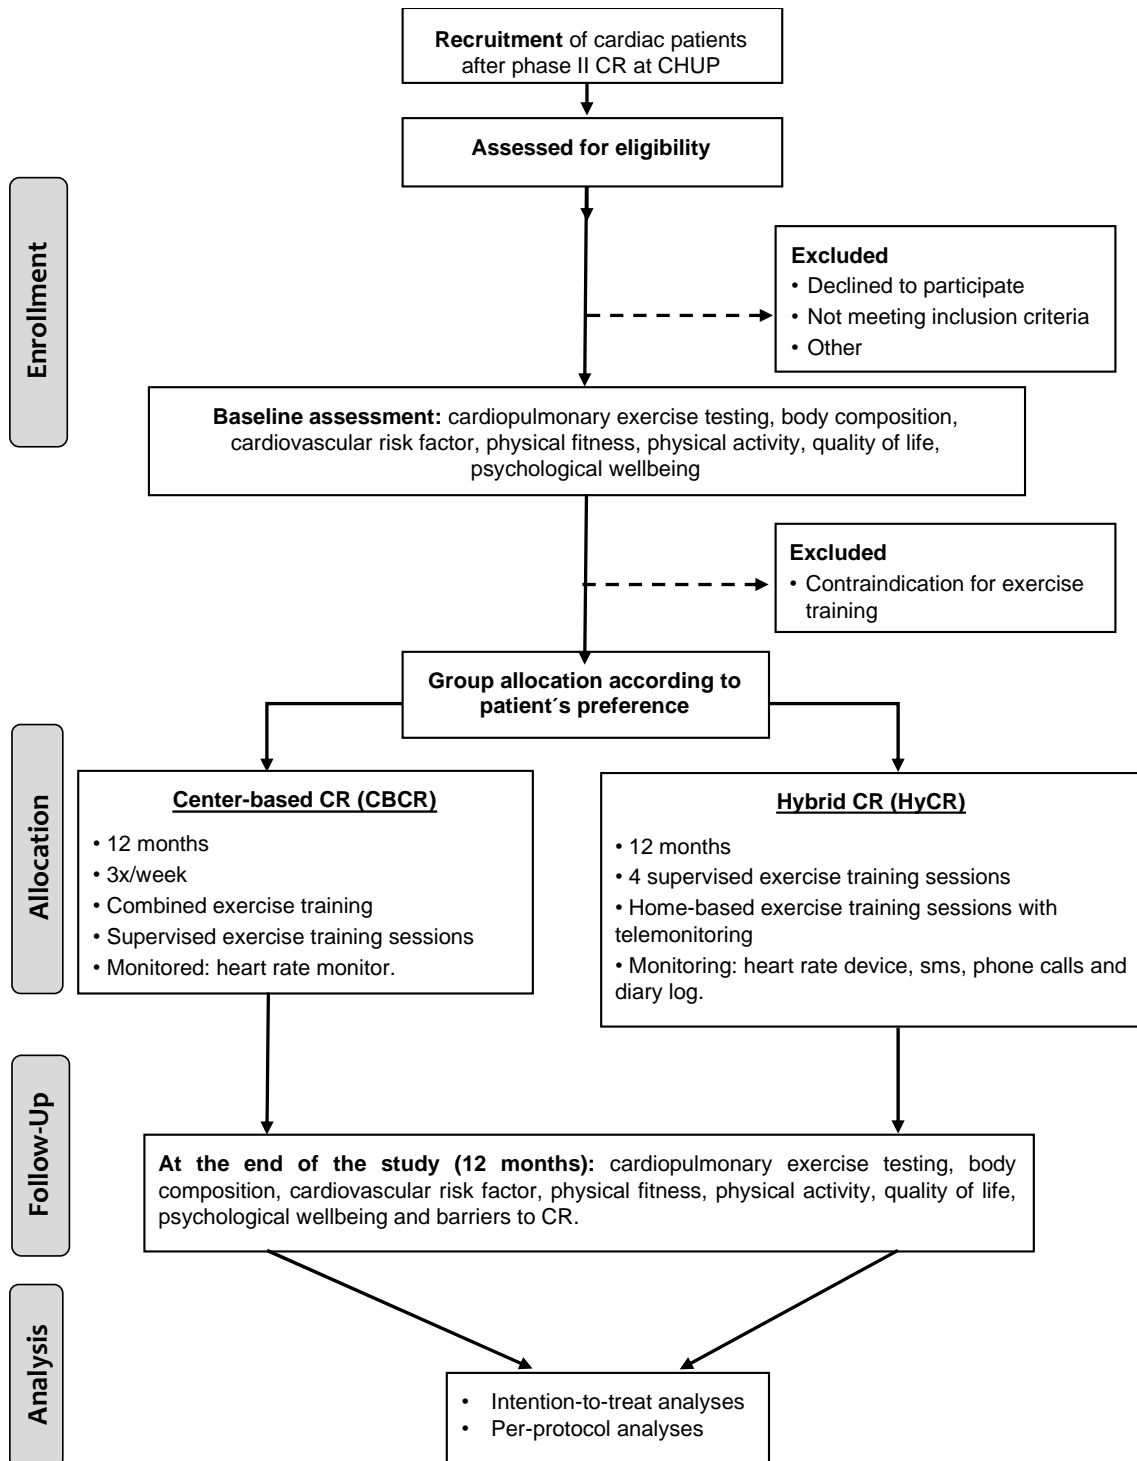 Recruitment of cardiac patients
after phase II CR at CHUP
Assessed for eligibility
Enrollment
Excluded
• Declined to participate
• Not meeting inclusion criteria
• Other
Baseline assessment: cardiopulmonary exercise testing, body composition,
cardiovascular risk factor, physical fitness, physical activity, quality of life,
psychological wellbeing
Excluded
• Contraindication for exercise
training
Group allocation according to
patient´s preference
Allocation
Center-based CR (CBCR)
• 12 months
• 3x/week
• Combined exercise training
• Supervised exercise training sessions
• Monitored: heart rate monitor.
Hybrid CR (HyCR)
• 12 months
• 4 supervised exercise training sessions
• Home-based exercise training sessions with
telemonitoring
• Monitoring: heart rate device, sms, phone calls and
diary log.
Follow-Up
At the end of the study (12 months): cardiopulmonary exercise testing, body
composition, cardiovascular risk factor, physical fitness, physical activity, quality of life,
psychological wellbeing and barriers to CR.
Analysis
• Intention-to-treat analyses
• Per-protocol analyses